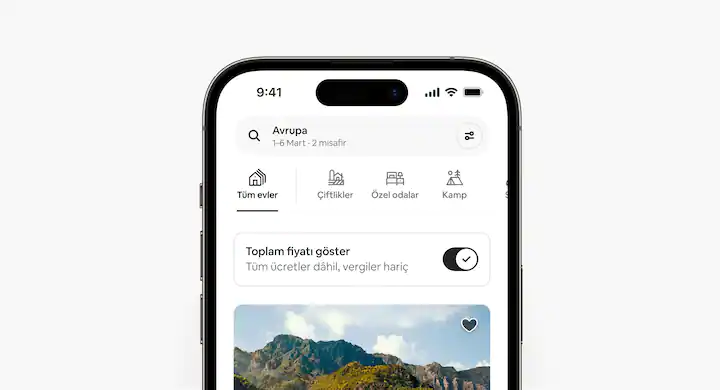 9:41
Avrupa
1–6 Mart · 2 misafir
Tüm evler
Çiftlikler
Özel odalar
Kamp
Toplam fiyatı göster
Tüm ücretler dâhil, vergiler hariç